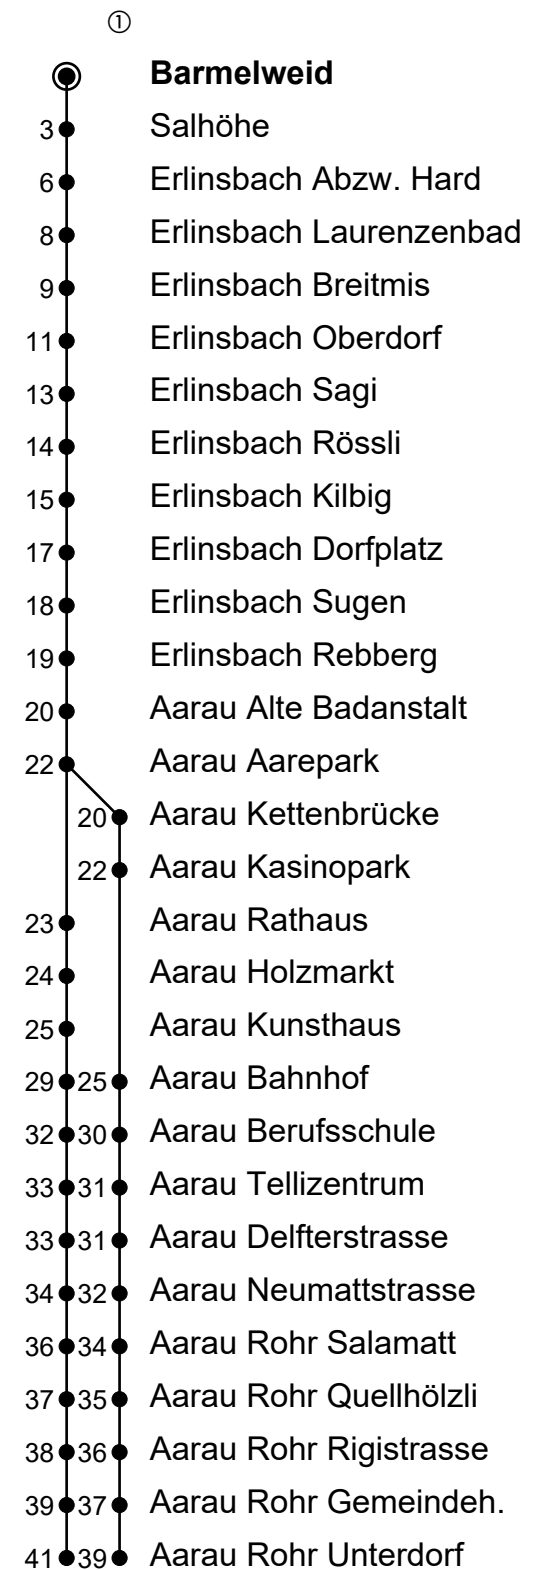 ①
Barmelweid
3 Salhöhe
6 Erlinsbach Abzw. Hard
8 Erlinsbach Laurenzenbad
9 Erlinsbach Breitmis
11 Erlinsbach Oberdorf
13 Erlinsbach Sagi
14 Erlinsbach Rössli
15 Erlinsbach Kilbig
17 Erlinsbach Dorfplatz
18 Erlinsbach Sugen
19 Erlinsbach Rebberg
20 Aarau Alte Badanstalt
22 Aarau Aarepark
20 Aarau Kettenbrücke
22 Aarau Kasinopark
23 Aarau Rathaus
24 Aarau Holzmarkt
25 Aarau Kunsthaus
29 25 Aarau Bahnhof
32 30 Aarau Berufsschule
33 31 Aarau Tellizentrum
33 31 Aarau Delfterstrasse
34 32 Aarau Neumattstrasse
36 34 Aarau Rohr Salamatt
37 35 Aarau Rohr Quellhölzli
38 36 Aarau Rohr Rigistrasse
39 37 Aarau Rohr Gemeindeh.
41 39 Aarau Rohr Unterdorf